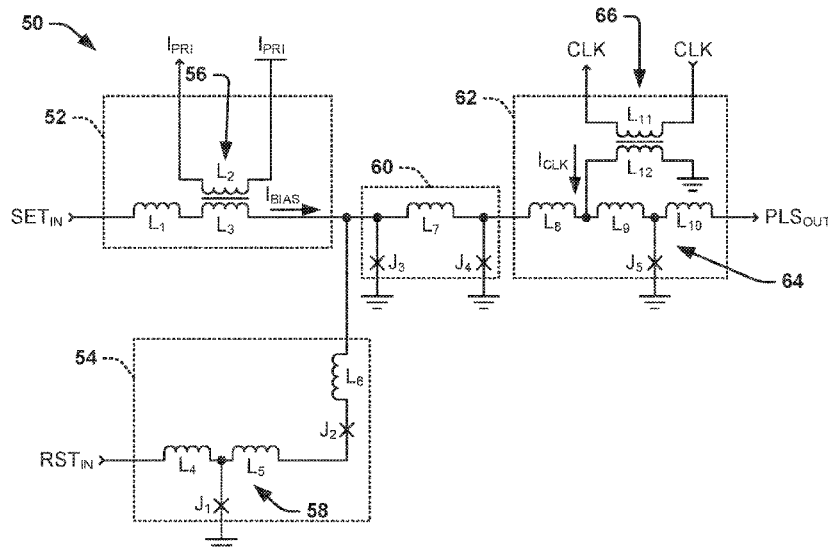 50
I_PRI I_PRI
56
66
CLK CLK
52
62
L_2
L_11
L_12
I_CLK
60
I_BIAS
SET_IN
L_1
L_3
L_7
L_8
L_9
L_10
PLS_OUT
J_3
J_4
J_5
64
54
L_6
J_2
RST_IN
L_4
L_5
J_1
58